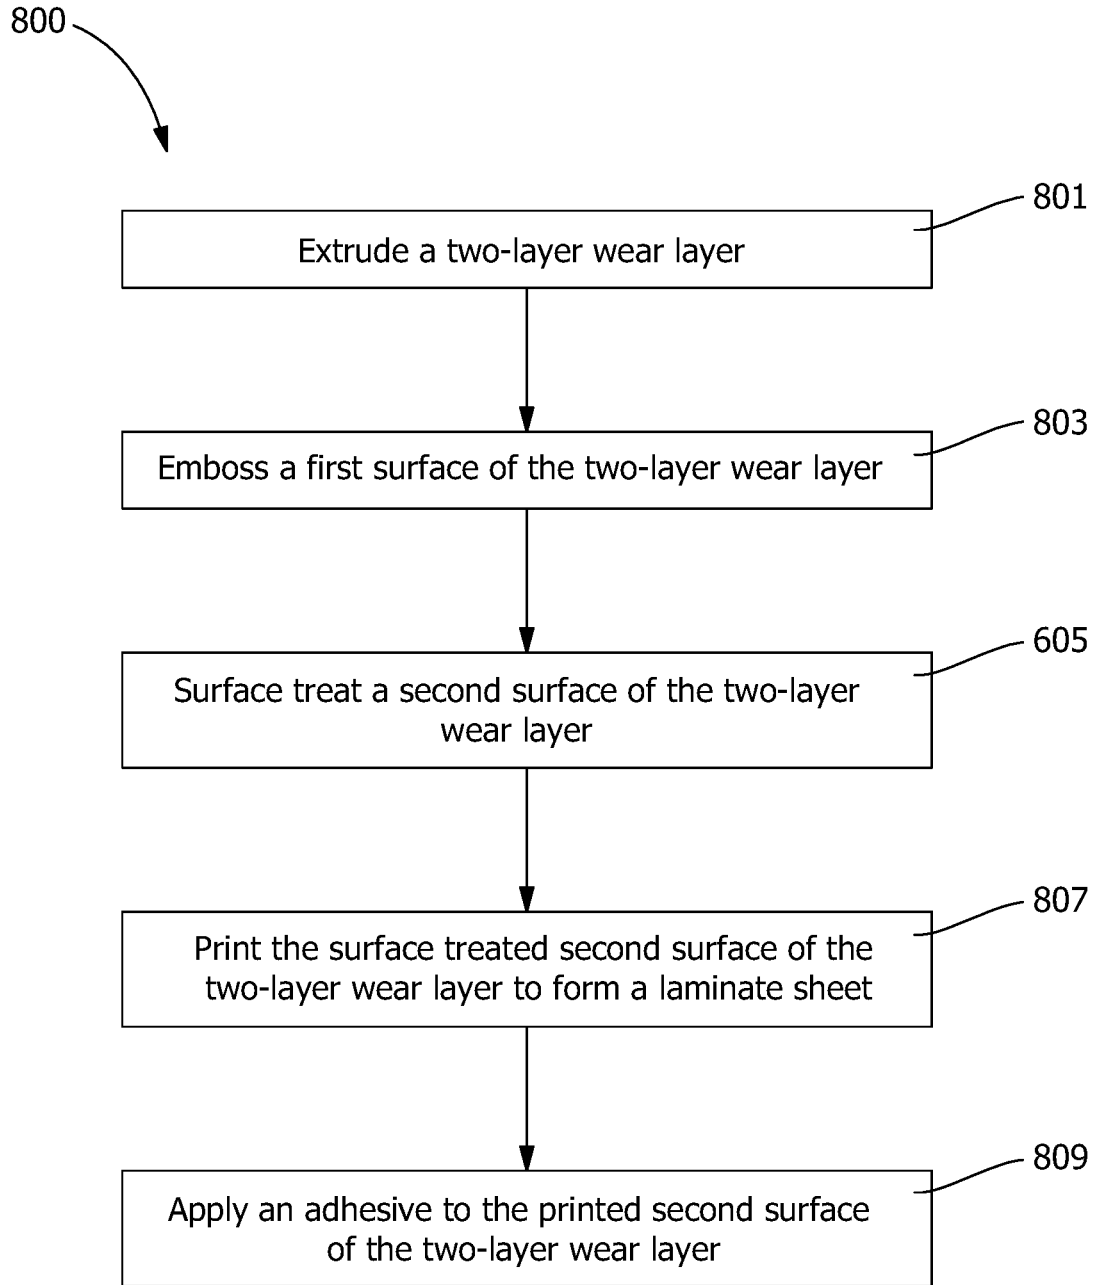 800
801
Extrude a two-layer wear layer
803
Emboss a first surface of the two-layer wear layer
605
Surface treat a second surface of the two-layer
wear layer
807
Print the surface treated second surface of the
two-layer wear layer to form a laminate sheet
809
Apply an adhesive to the printed second surface
of the two-layer wear layer